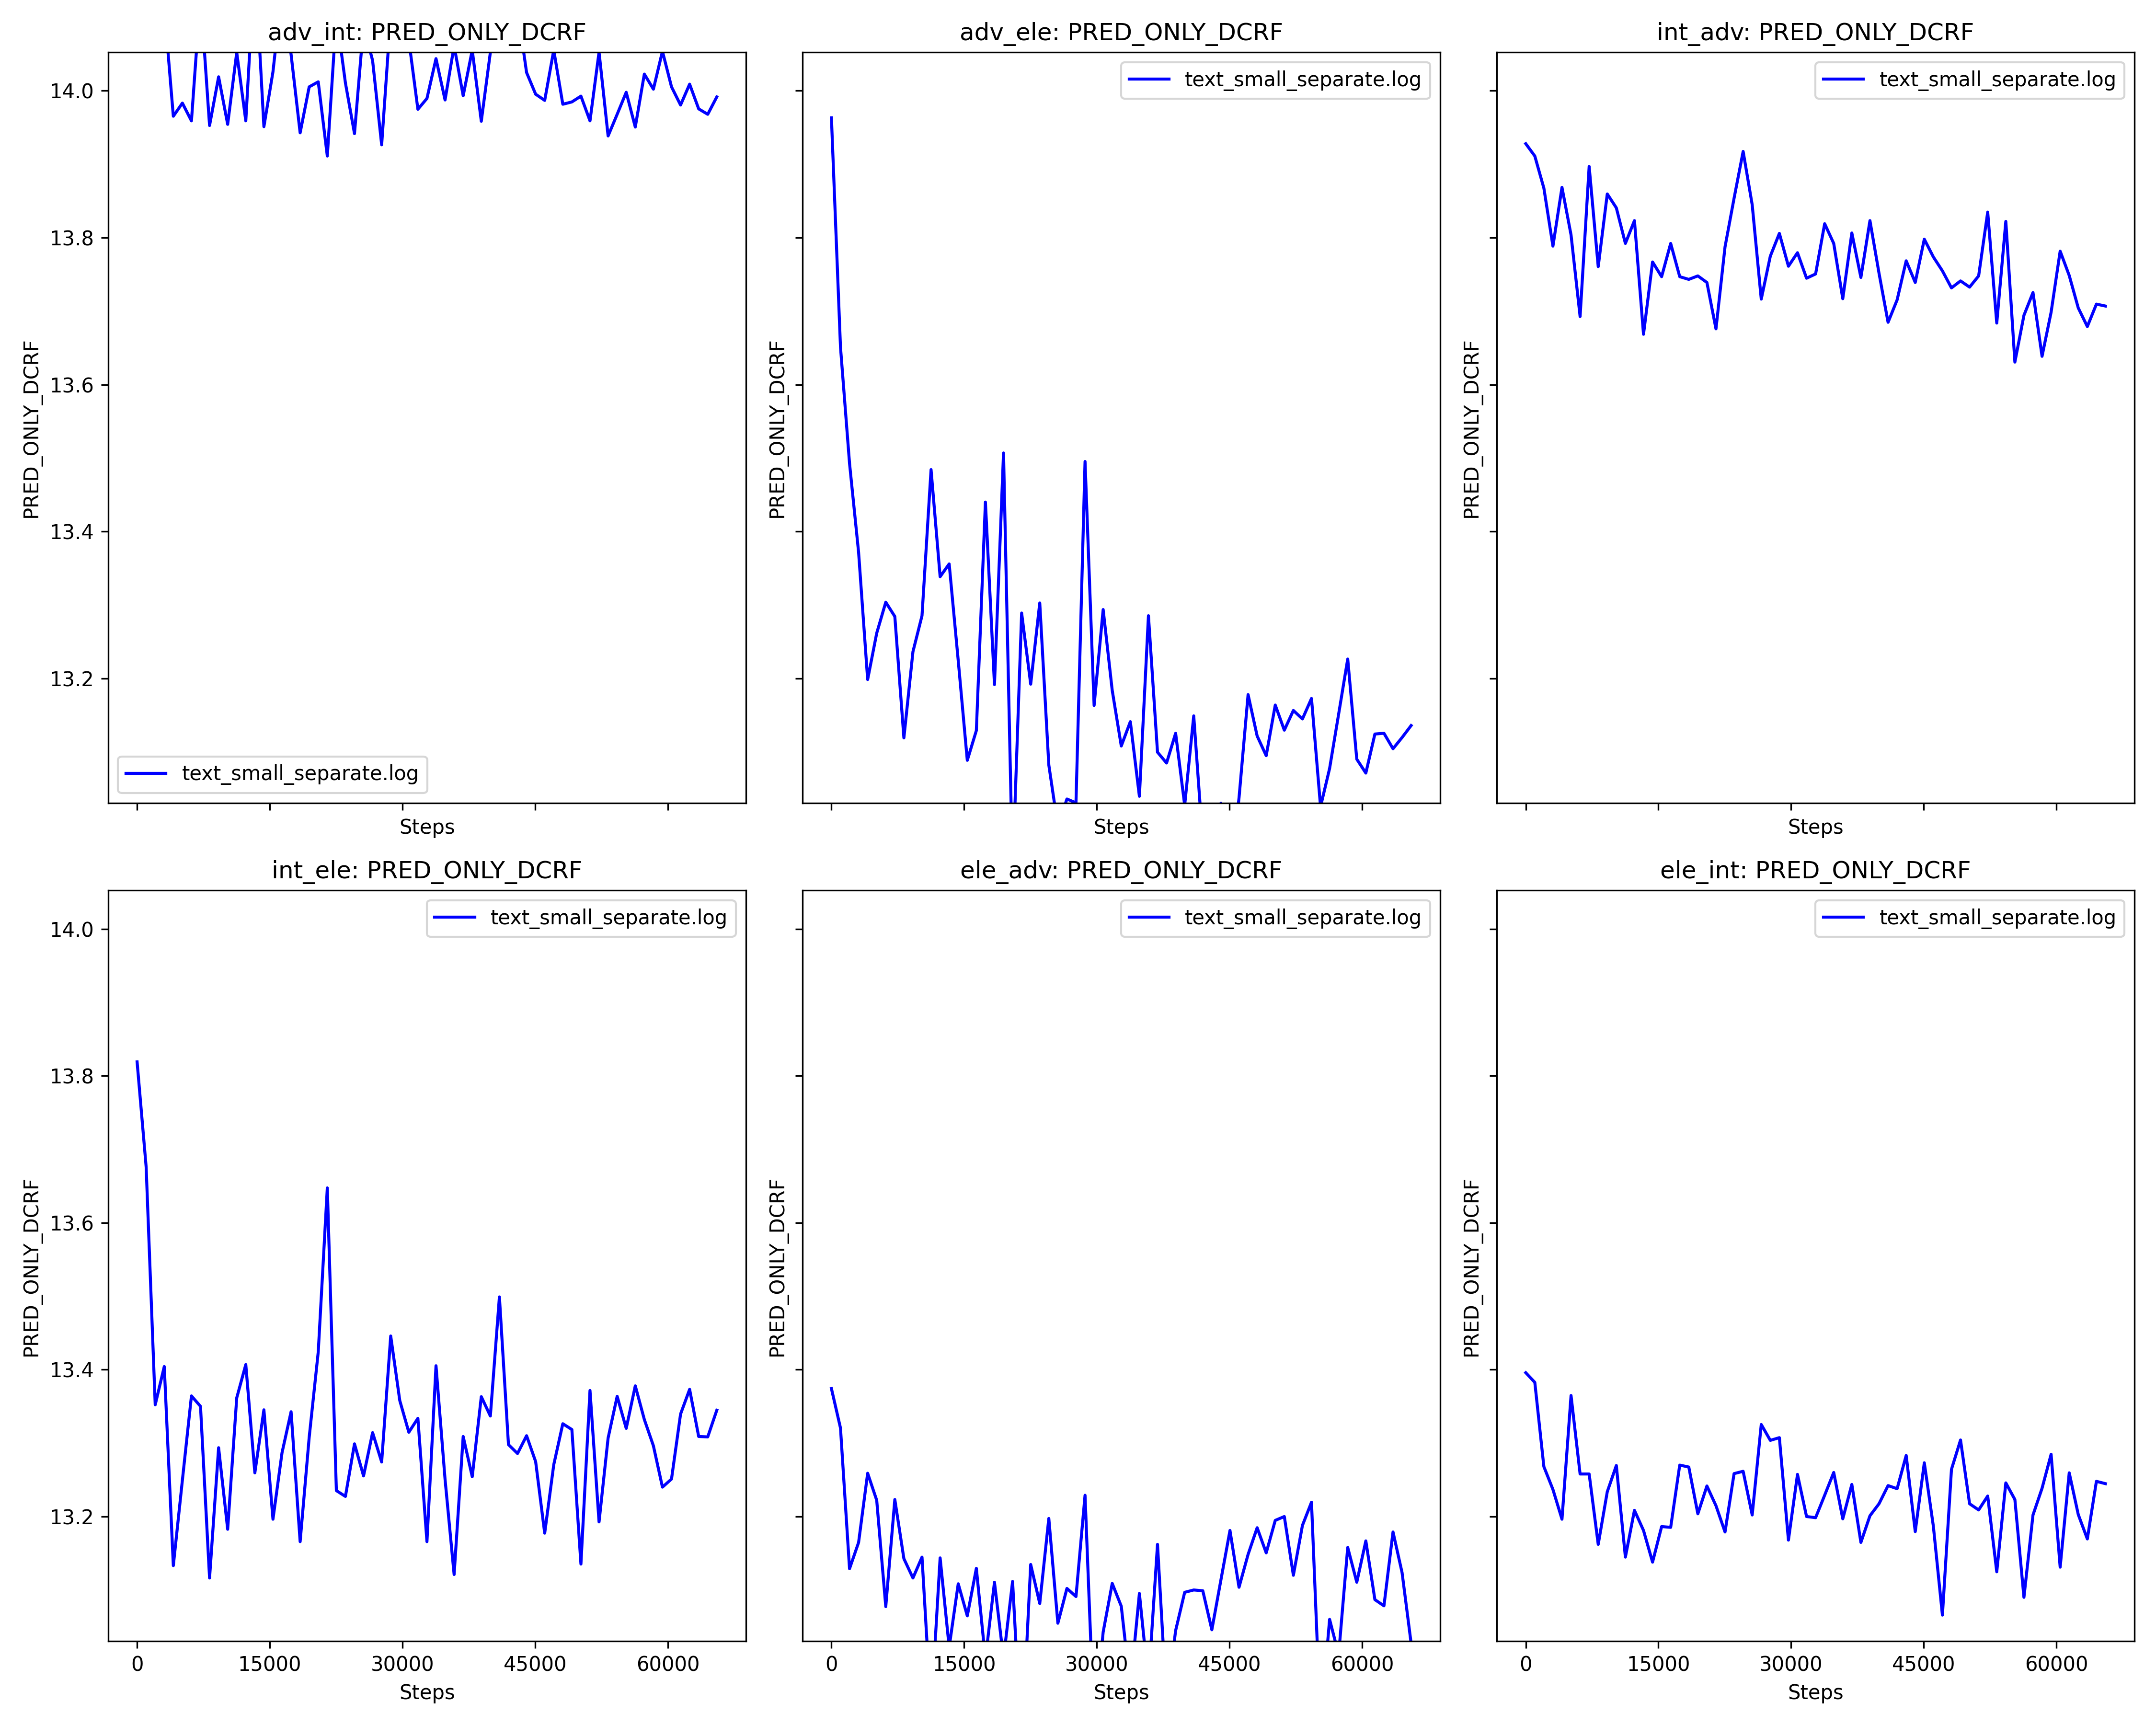 adv_int: PRED_ONLY_DCRF
14.0
13.8
13.6
13.4
13.2
PRED_ONLY_DCRF
text_small_separate.log
Steps
adv_ele: PRED_ONLY_DCRF
text_small_separate.log
PRED_ONLY_DCRF
Steps
int_adv: PRED_ONLY_DCRF
text_small_separate.log
PRED_ONLY_DCRF
Steps
int_ele: PRED_ONLY_DCRF
text_small_separate.log
14.0
13.8
13.6
13.4
13.2
PRED_ONLY_DCRF
0 15000 30000 45000 60000
Steps
ele_adv: PRED_ONLY_DCRF
text_small_separate.log
PRED_ONLY_DCRF
0 15000 30000 45000 60000
Steps
ele_int: PRED_ONLY_DCRF
text_small_separate.log
PRED_ONLY_DCRF
0 15000 30000 45000 60000
Steps